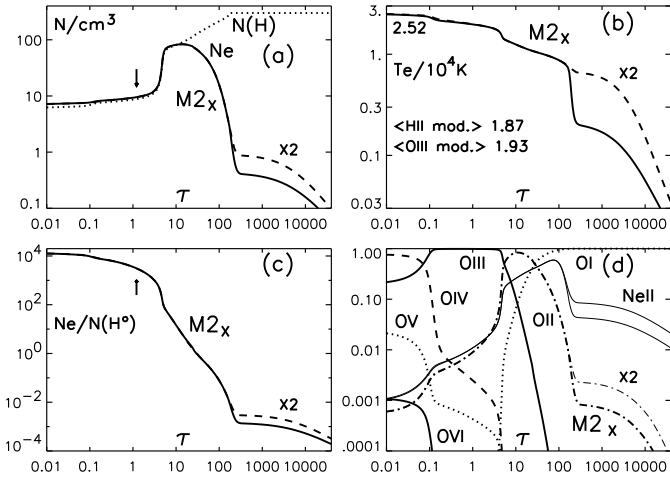 N/cm³
N(H)
100
Ne
(a)
10
M2x
1
x2
0.1
τ
0.01 0.1 1 10 100 1000 10000
3.
2.52
(b)
M2x
1.
Te/10⁴K
x2
0.3
<HII mod.> 1.87
0.1
<OIII mod.> 1.93
0.03
τ
0.01 0.1 1 10 100 1000 10000
10⁴
(c)
10²
Ne/N(H°)
M2x
10⁰
10⁻²
x2
10⁻⁴
τ
0.01 0.1 1 10 100 1000 10000
1.00
OIII
OI
(d)
OIV
NeII
0.10
OV
OII
0.01
x2
0.001
M2x
OVI
.0001
τ
0.01 0.1 1 10 100 1000 10000